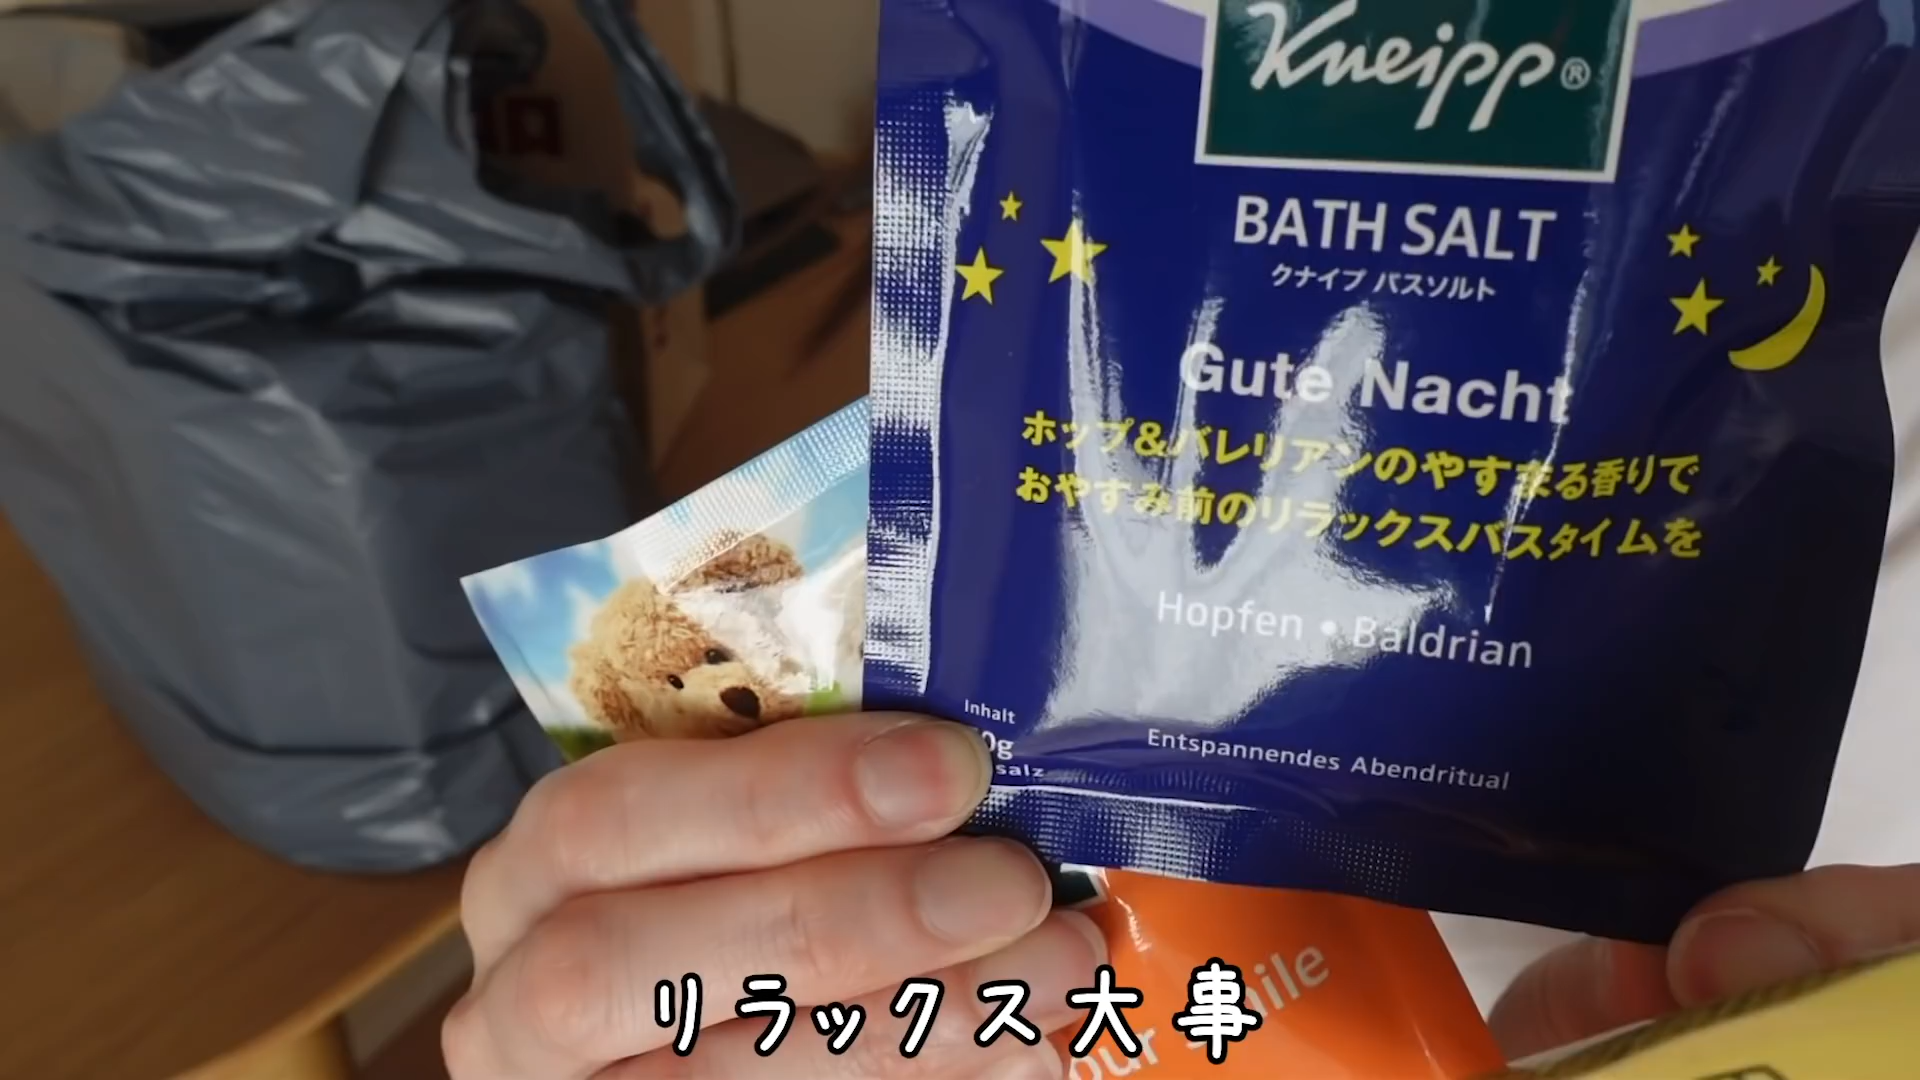 Kneipp®
BATH SALT
クナイプ バスソルト
Gute Nacht
ホップ&バレリアンのやすまる香りで
おやすみ前のリラックスバスタイムを
Hopfen • Baldrian
Inhalt
Entspannendes Abendritual
リラックス大事